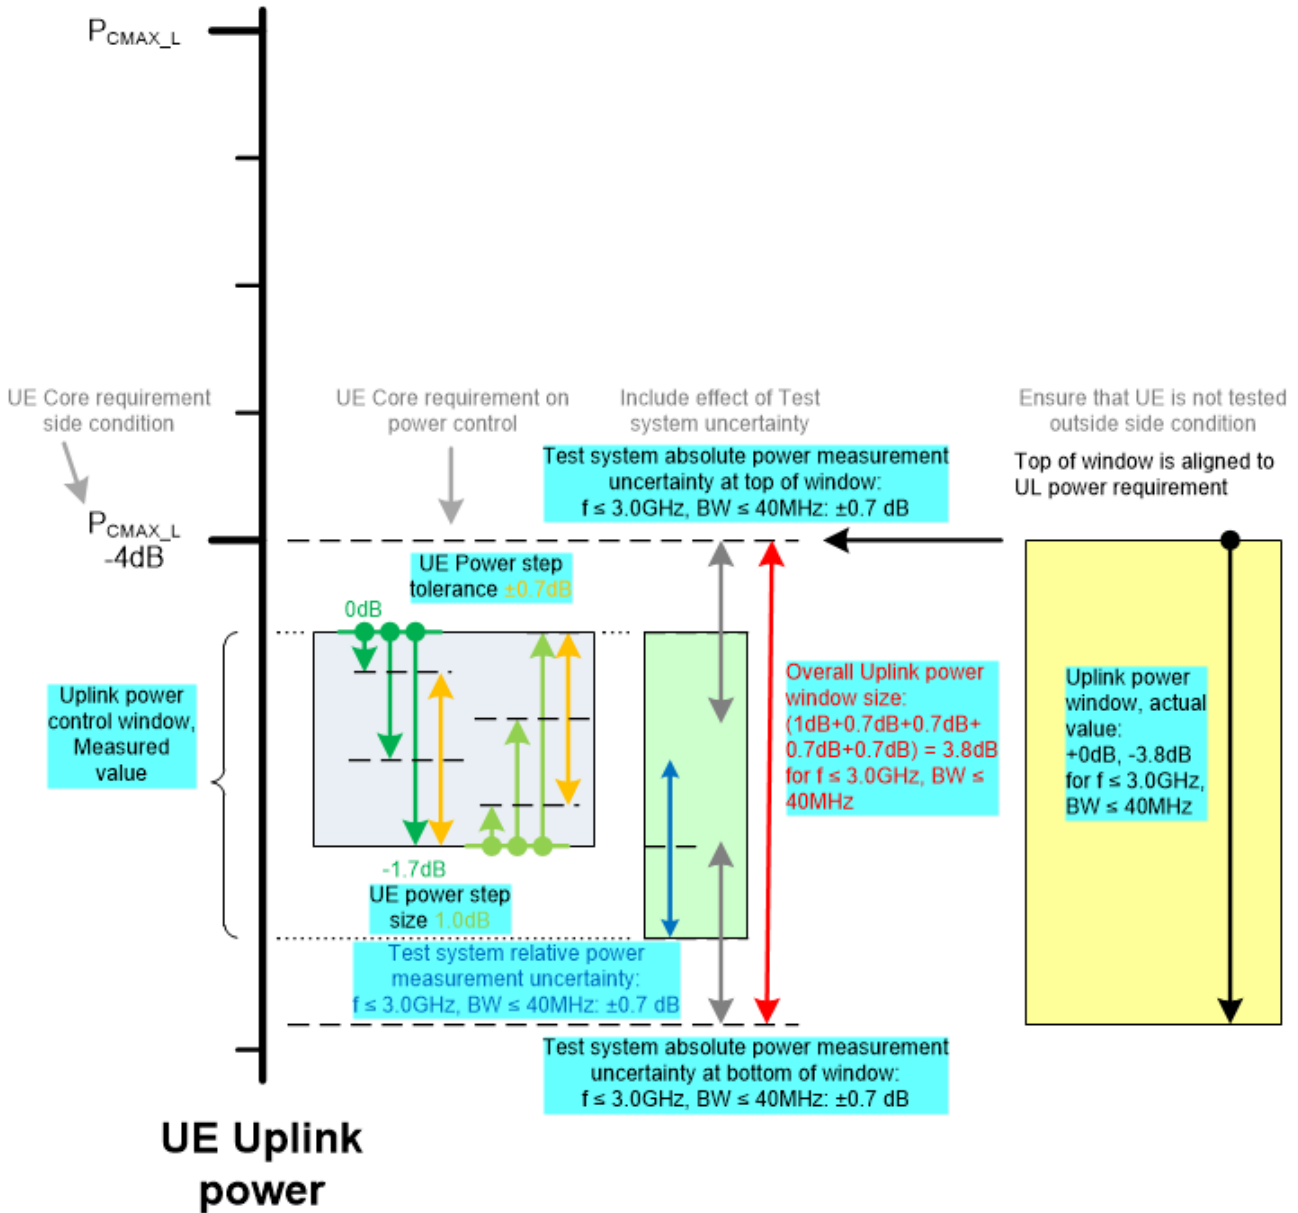 P_CMAX_L
UE Core requirement
side condition
UE Core requirement on
power control
Include effect of Test
system uncertainty
Ensure that UE is not tested
outside side condition
Test system absolute power measurement
uncertainty at top of window:
f ≤ 3.0GHz, BW ≤ 40MHz: ±0.7 dB
Top of window is aligned to
UL power requirement
P_CMAX_L
-4dB
UE Power step
tolerance ±0.7dB
0dB
Uplink power
control window,
Measured
value
Overall Uplink power
window size:
(1dB+0.7dB+0.7dB+
0.7dB+0.7dB) = 3.8dB
for f ≤ 3.0GHz, BW ≤
40MHz
Uplink power
window, actual
value:
+0dB, -3.8dB
for f ≤ 3.0GHz,
BW ≤ 40MHz
-1.7dB
UE power step
size 1.0dB
Test system relative power
measurement uncertainty:
f ≤ 3.0GHz, BW ≤ 40MHz: ±0.7 dB
Test system absolute power measurement
uncertainty at bottom of window:
f ≤ 3.0GHz, BW ≤ 40MHz: ±0.7 dB
UE Uplink
power